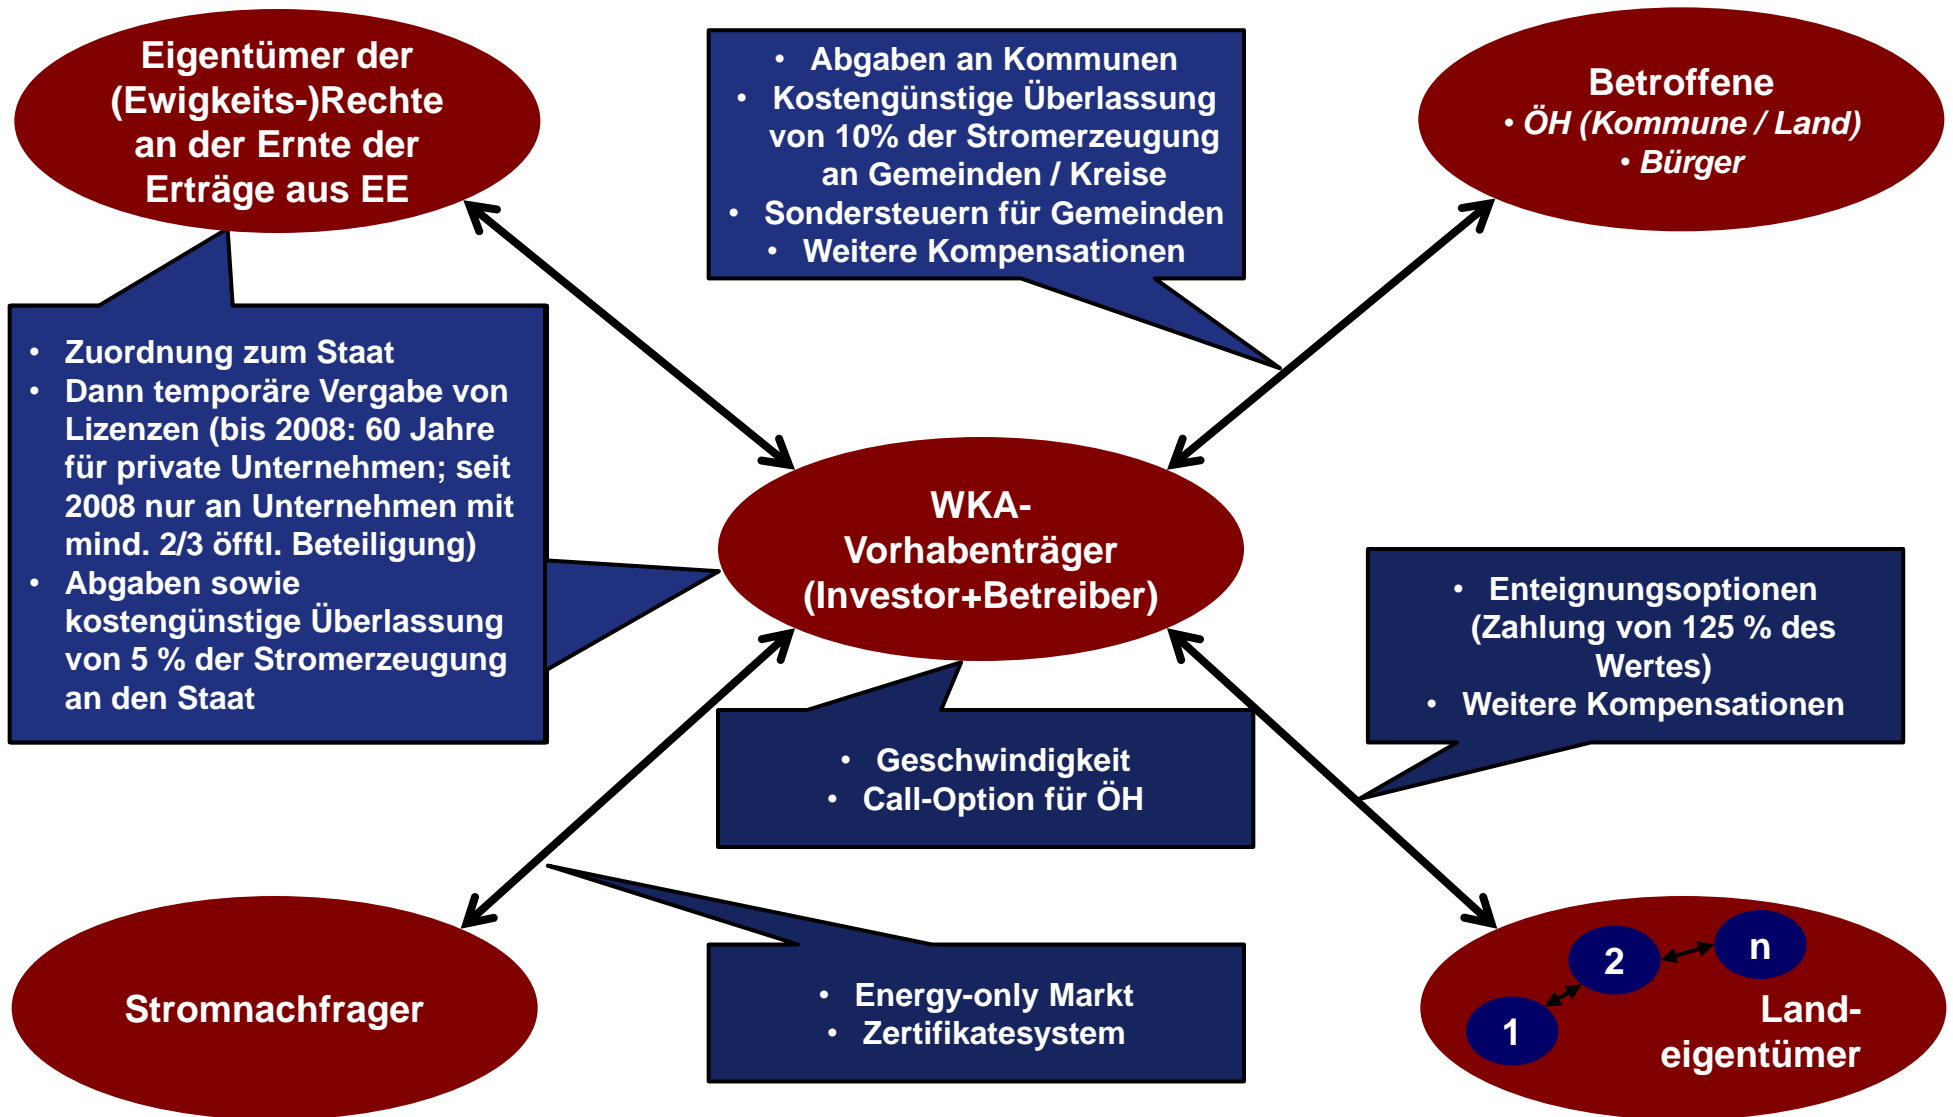 Eigentümer der
(Ewigkeits-)Rechte
an der Ernte der
Erträge aus EE
• Abgaben an Kommunen
• Kostengünstige Überlassung
von 10% der Stromerzeugung
an Gemeinden / Kreise
• Sondersteuern für Gemeinden
• Weitere Kompensationen
Betroffene
• ÖH (Kommune / Land)
• Bürger
• Zuordnung zum Staat
• Dann temporäre Vergabe von
Lizenzen (bis 2008: 60 Jahre
für private Unternehmen; seit
2008 nur an Unternehmen mit
mind. 2/3 öfftl. Beteiligung)
• Abgaben sowie
kostengünstige Überlassung
von 5 % der Stromerzeugung
an den Staat
WKA-
Vorhabenträger
(Investor+Betreiber)
• Enteignungsoptionen
(Zahlung von 125 % des
Wertes)
• Weitere Kompensationen
• Geschwindigkeit
• Call-Option für ÖH
Stromnachfrager
• Energy-only Markt
• Zertifikatesystem
1
2
n
Land-
eigentümer